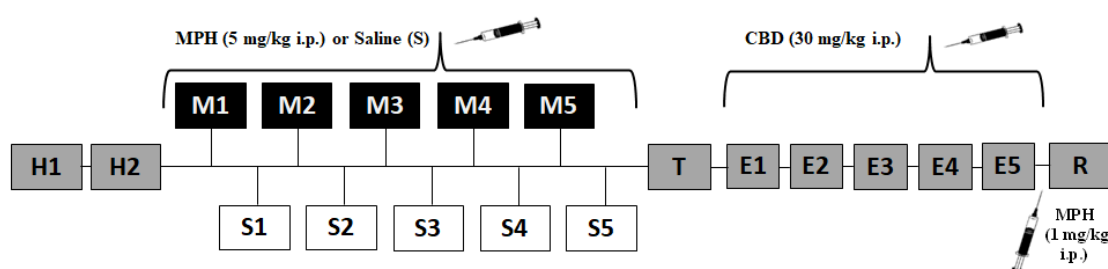 MPH (5 mg/kg i.p.) or Saline (S)
CBD (30 mg/kg i.p.)
M1 M2 M3 M4 M5
H1 H2 T E1 E2 E3 E4 E5 R
S1 S2 S3 S4 S5
MPH
(1 mg/kg
i.p.)